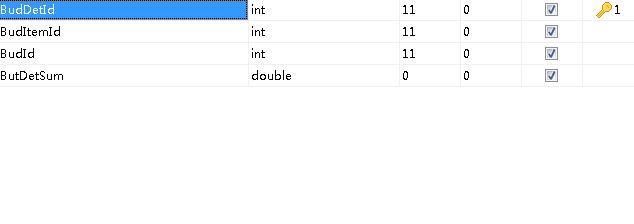 BudDetId int 11 0 1
BudItemId int 11 0
BudId int 11 0
ButDetSum double 0 0